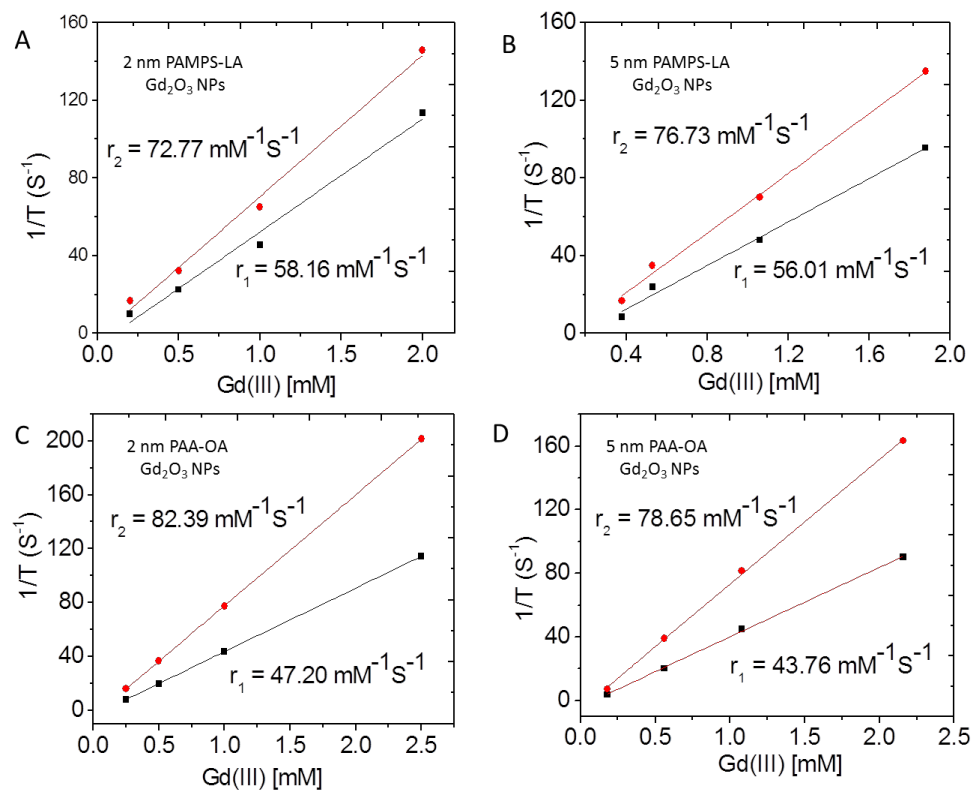 A
2 nm PAMPS-LA
Gd₂O₃ NPs
r₂ = 72.77 mM⁻¹S⁻¹
r₁ = 58.16 mM⁻¹S⁻¹
1/T (S⁻¹)
160
120
80
40
0
0.0 0.5 1.0 1.5 2.0
Gd(III) [mM]
B
5 nm PAMPS-LA
Gd₂O₃ NPs
r₂ = 76.73 mM⁻¹S⁻¹
r₁ = 56.01 mM⁻¹S⁻¹
1/T (S⁻¹)
160
120
80
40
0
0.4 0.8 1.2 1.6 2.0
Gd(III) [mM]
C
2 nm PAA-OA
Gd₂O₃ NPs
r₂ = 82.39 mM⁻¹S⁻¹
r₁ = 47.20 mM⁻¹S⁻¹
1/T (S⁻¹)
200
160
120
80
40
0
0.0 0.5 1.0 1.5 2.0 2.5
Gd(III) [mM]
D
5 nm PAA-OA
Gd₂O₃ NPs
r₂ = 78.65 mM⁻¹S⁻¹
r₁ = 43.76 mM⁻¹S⁻¹
1/T (S⁻¹)
160
120
80
40
0
0.0 0.5 1.0 1.5 2.0 2.5
Gd(III) [mM]